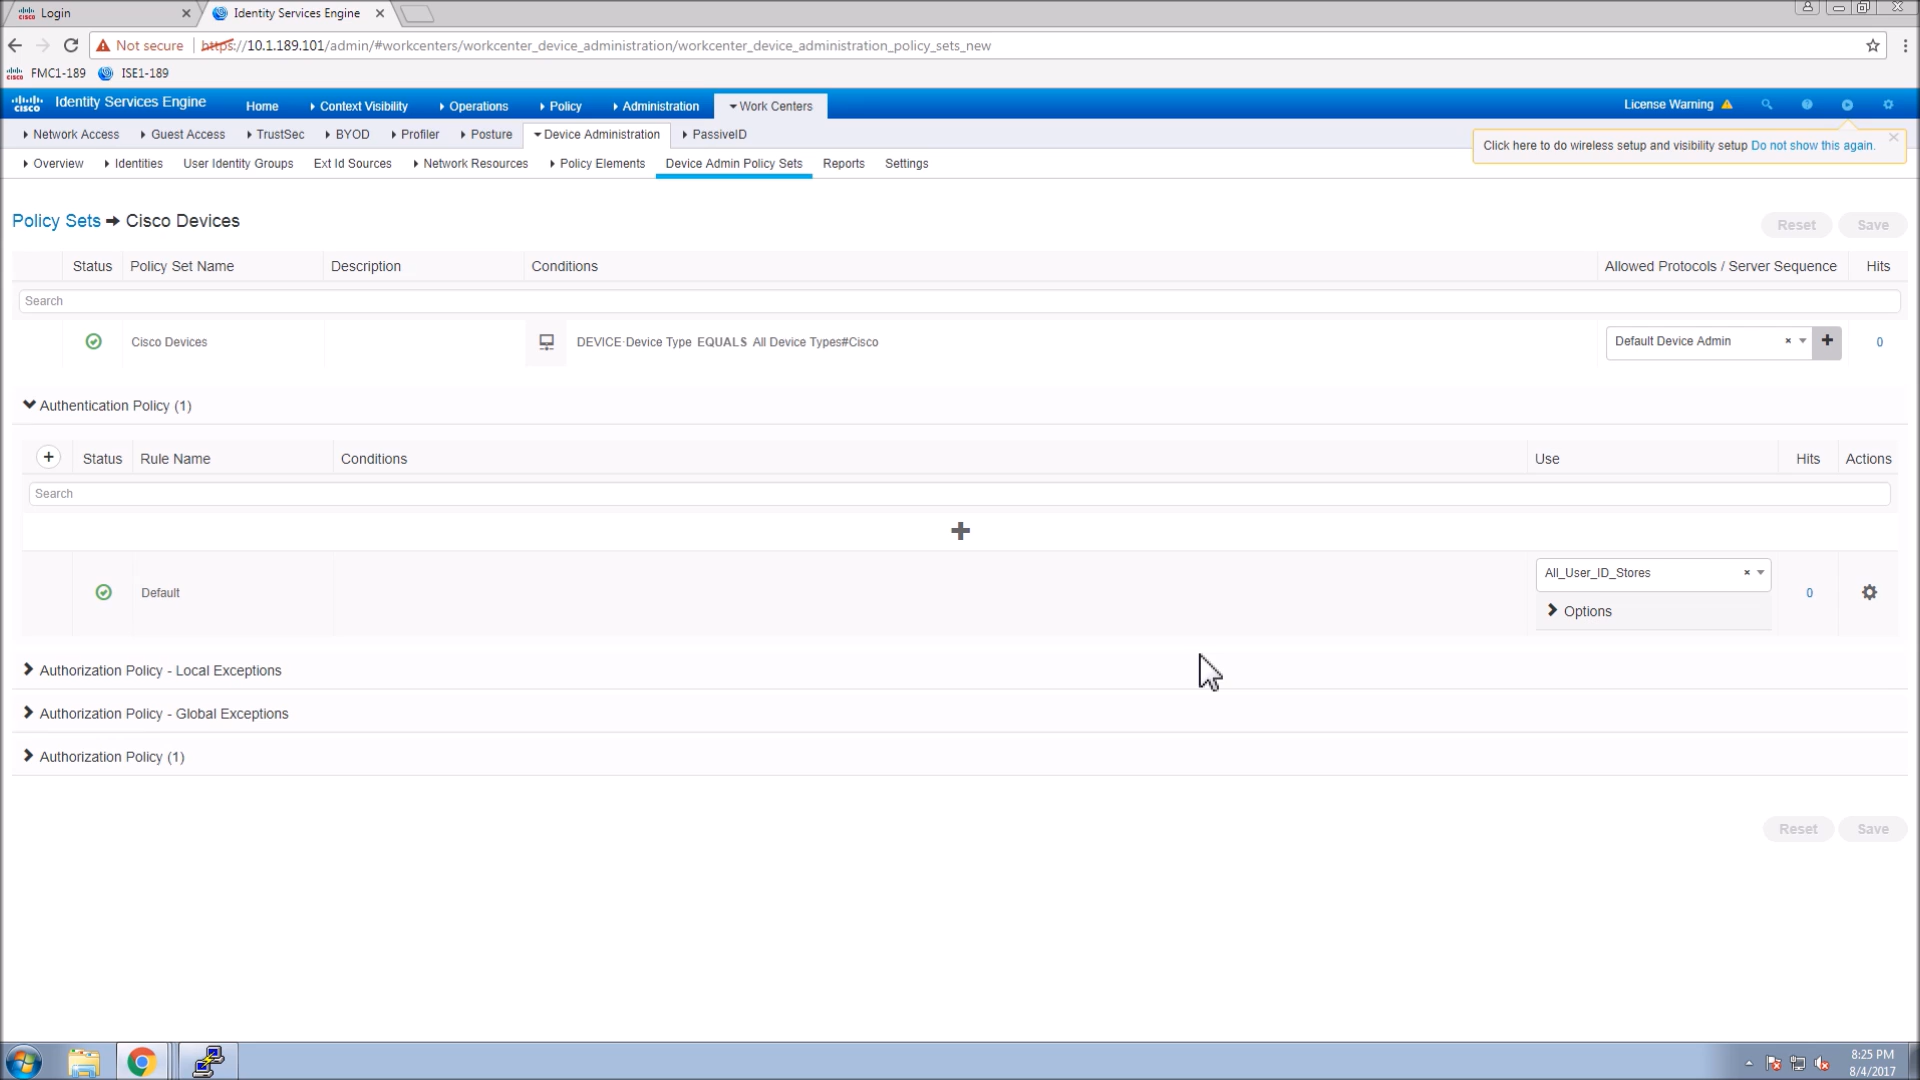 Login
Identity Services Engine
Not secure
https://10.1.189.101/admin/#workcenters/workcenter_device_administration/workcenter_device_administration_policy_sets_new
FMC1-189
ISE1-189
cisco
Identity Services Engine
Home
Context Visibility
Operations
Policy
Administration
Work Centers
License Warning
Network Access
Guest Access
TrustSec
BYOD
Profiler
Posture
Device Administration
PassiveID
Click here to do wireless setup and visibility setup Do not show this again.
Overview
Identities
User Identity Groups
Ext Id Sources
Network Resources
Policy Elements
Device Admin Policy Sets
Reports
Settings
Policy Sets → Cisco Devices
Reset
Save
Status
Policy Set Name
Description
Conditions
Allowed Protocols / Server Sequence
Hits
Search
Cisco Devices
DEVICE·Device Type EQUALS All Device Types#Cisco
Default Device Admin
0
Authentication Policy (1)
Status
Rule Name
Conditions
Use
Hits
Actions
Search
Default
All_User_ID_Stores
Options
0
Authorization Policy - Local Exceptions
Authorization Policy - Global Exceptions
Authorization Policy (1)
Reset
Save
8:25 PM
8/4/2017